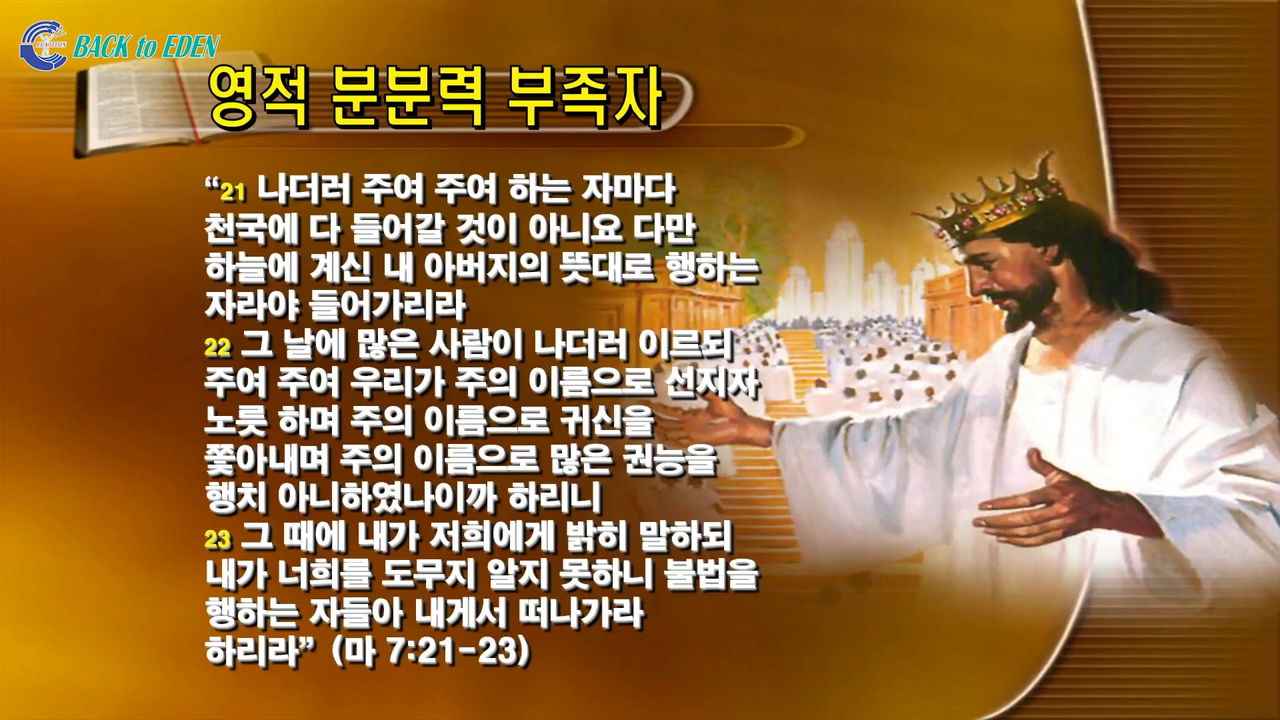 BACK to EDEN
영적 분분력 부족자
“21 나더러 주여 주여 하는 자마다
천국에 다 들어갈 것이 아니요 다만
하늘에 계신 내 아버지의 뜻대로 행하는
자라야 들어가리라
22 그 날에 많은 사람이 나더러 이르되
주여 주여 우리가 주의 이름으로 선지자
노릇 하며 주의 이름으로 귀신을
쫓아내며 주의 이름으로 많은 권능을
행치 아니하였나이까 하리니
23 그 때에 내가 저희에게 밝히 말하되
내가 너희를 도무지 알지 못하니 불법을
행하는 자들아 내게서 떠나가라
하리라” (마 7:21-23)